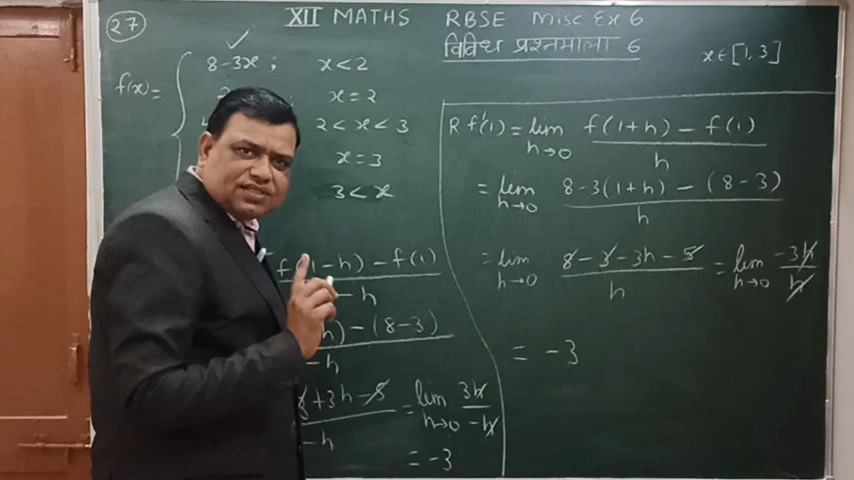 27
XII MATHS RBSE Misc Ex 6
विविध प्रश्नमाला 6
x ∈ [1, 3]
f(x) = { 8-3x ; x < 2
; x = 2
2 < x < 3
x = 3
3 < x
f(1-h) - f(1)
-h
h) - (8-3)
-h
8+3h-8 = lim h→0 3h
-h -h
= -3
R f'(1) = lim h→0 f(1+h) - f(1)
h
= lim h→0 8-3(1+h) - (8-3)
h
= lim h→0 8-3-3h-5 = lim h→0 -3h
h h
= -3